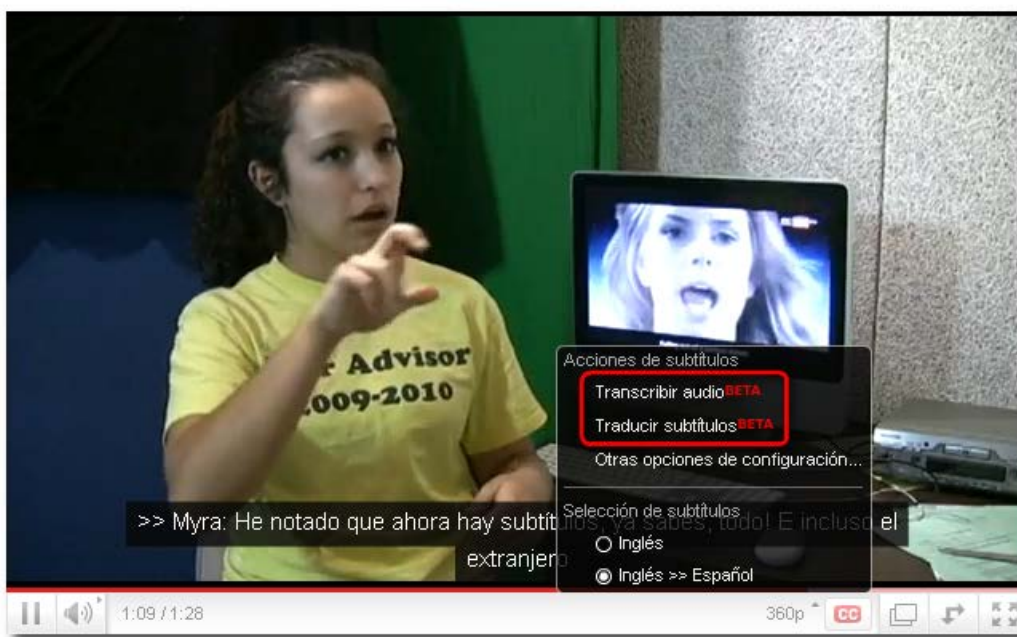 Advisor
2009-2010
Acciones de subtítulos
Transcribir audio BETA
Traducir subtítulos BETA
Otras opciones de configuración...
Selección de subtítulos
Inglés
Inglés >> Español
>> Myra: He notado que ahora hay subtítulos, ya sabes, todo! E incluso el
extranjero
1:09 / 1:28
360p
CC